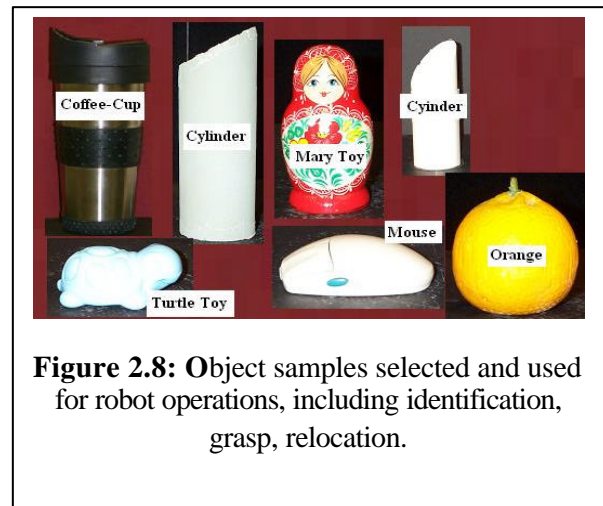 Coffee-Cup
Cylinder
Mary Toy
Cyinder
Mouse
Orange
Turtle Toy
Figure 2.8: Object samples selected and used
for robot operations, including identification,
grasp, relocation.